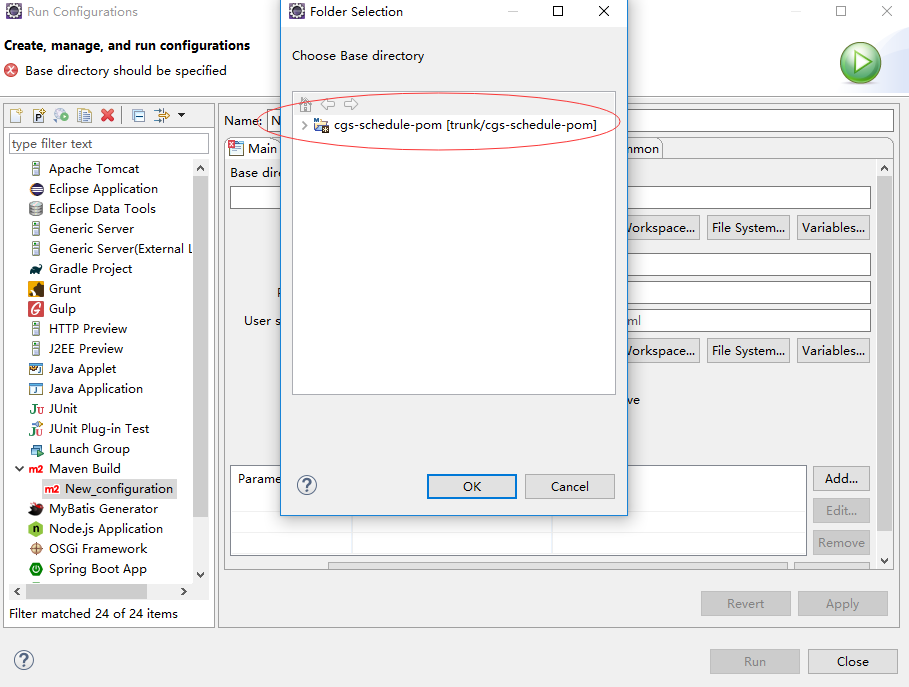 Run Configurations
Create, manage, and run configurations
Base directory should be specified
type filter text
Apache Tomcat
Eclipse Application
Eclipse Data Tools
Generic Server
Generic Server(External L
Gradle Project
Grunt
Gulp
HTTP Preview
J2EE Preview
Java Applet
Java Application
Ju JUnit
JUnit Plug-in Test
Launch Group
m2 Maven Build
m2 New_configuration
MyBatis Generator
Node.js Application
OSGi Framework
Spring Boot App
Filter matched 24 of 24 items
Name: N
Main
mmon
Base dire
orkspace... File System... Variables...
User s
ml
orkspace... File System... Variables...
ve
Parame
Add...
Edit...
Remove
Revert Apply
Run Close
Folder Selection
Choose Base directory
cgs-schedule-pom [trunk/cgs-schedule-pom]
OK Cancel